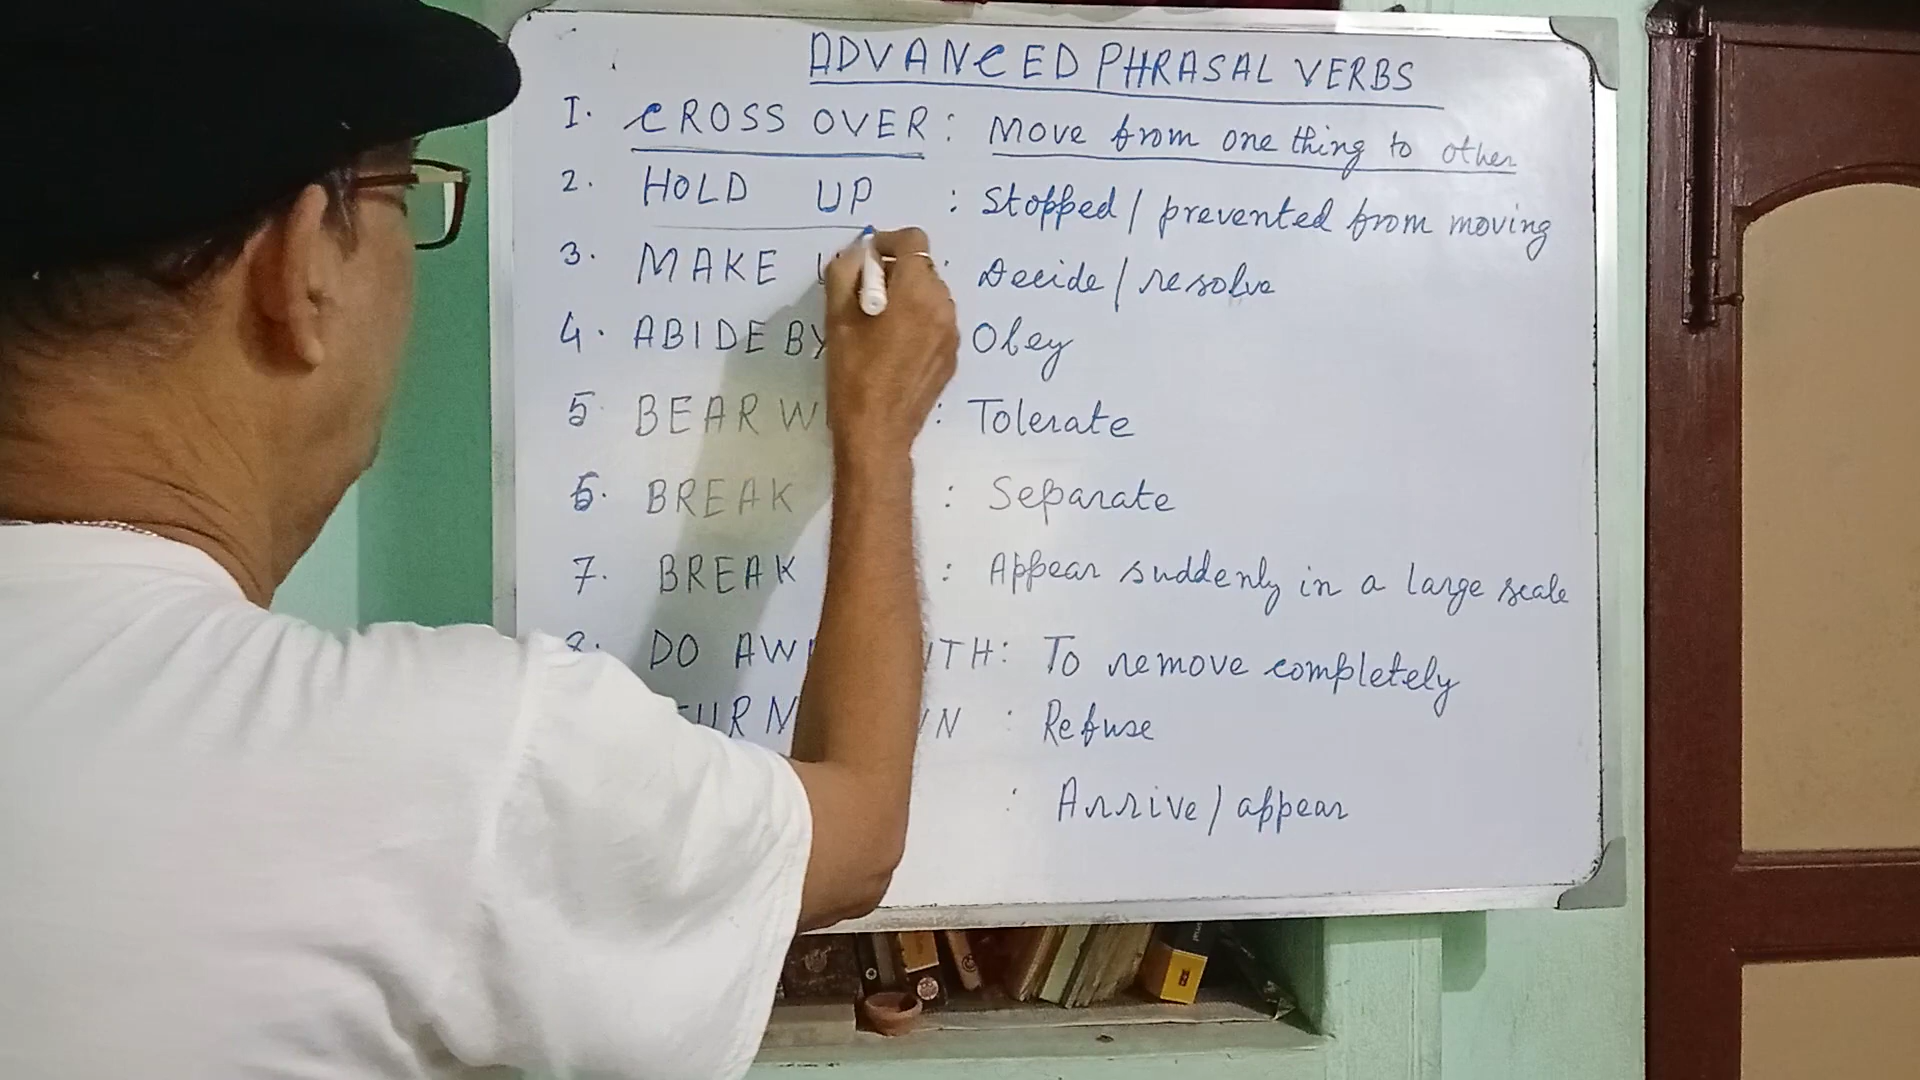 ADVANCED PHRASAL VERBS
1. CROSS OVER : Move from one thing to other
2. HOLD UP : Stopped / prevented from moving
3. MAKE : Decide / resolve
4. ABIDE BY Obey
5. BEAR : Tolerate
6. BREAK : Separate
7. BREAK : Appear suddenly in a large scale
8. DO : To remove completely
: Refuse
: Arrive / appear